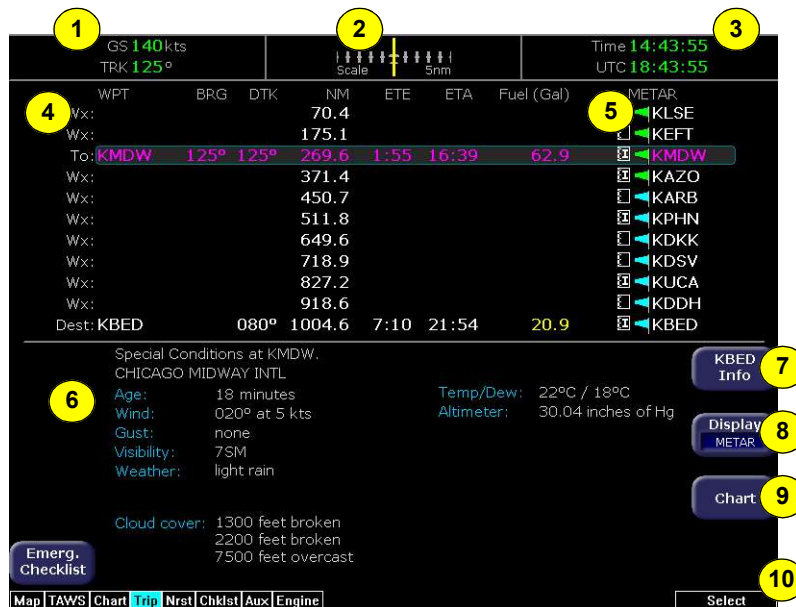 1 2 3
GS 140 kts
TRK 125°
Scale 5nm
Time 14:43:55
UTC 18:43:55
4 5
WPT BRG DTK NM ETE ETA Fuel (Gal) METAR
Wx: 70.4 KLSE
Wx: 175.1 KEFT
To: KMDW 125° 125° 269.6 1:55 16:39 62.9 KMDW
Wx: 371.4 KAZO
Wx: 450.7 KARB
Wx: 511.8 KPHN
Wx: 649.6 KDKK
Wx: 718.9 KDSV
Wx: 827.2 KUCA
Wx: 918.6 KDDH
Dest: KBED 080° 1004.6 7:10 21:54 20.9 KBED
Special Conditions at KMDW.
CHICAGO MIDWAY INTL
6
Age: 18 minutes
Wind: 020° at 5 kts
Gust: none
Visibility: 7SM
Weather: light rain
Temp/Dew: 22°C / 18°C
Altimeter: 30.04 inches of Hg
Cloud cover: 1300 feet broken
2200 feet broken
7500 feet overcast
KBED
Info
7
Display
METAR
8
Chart
9
Emerg.
Checklist
10
Map TAWS Chart Trip Nrst Chklst Aux Engine Select